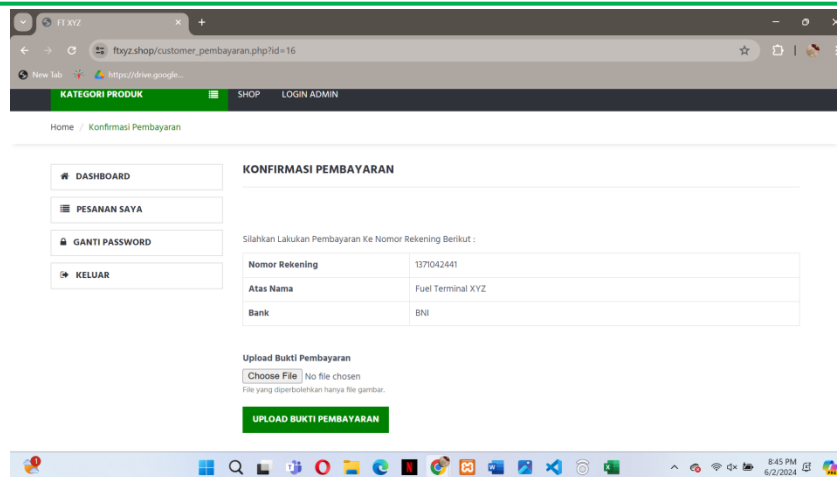 FT XYZ
ftxyz.shop/customer_pembayaran.php?id=16
New Tab
https://drive.google...
KATEGORI PRODUK
SHOP
LOGIN ADMIN
Home / Konfirmasi Pembayaran
DASHBOARD
PESANAN SAYA
GANTI PASSWORD
KELUAR
KONFIRMASI PEMBAYARAN
Silahkan Lakukan Pembayaran Ke Nomor Rekening Berikut :
Nomor Rekening 1371042441
Atas Nama Fuel Terminal XYZ
Bank BNI
Upload Bukti Pembayaran
Choose File No file chosen
File yang diperbolehkan hanya file gambar.
UPLOAD BUKTI PEMBAYARAN
8:45 PM
6/2/2024